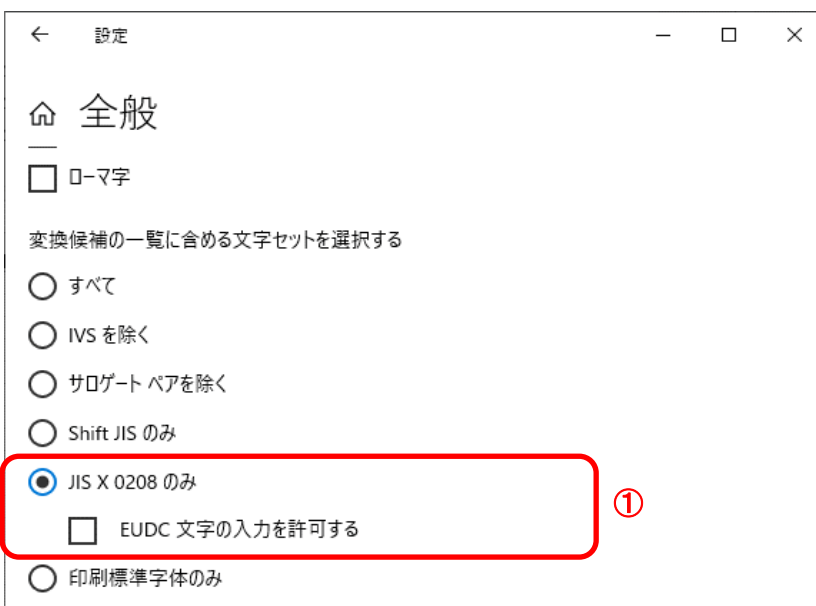 設定
全般
ローマ字
変換候補の一覧に含める文字セットを選択する
すべて
IVS を除く
サロゲート ペアを除く
Shift JIS のみ
JIS X 0208 のみ
①
EUDC 文字の入力を許可する
印刷標準字体のみ